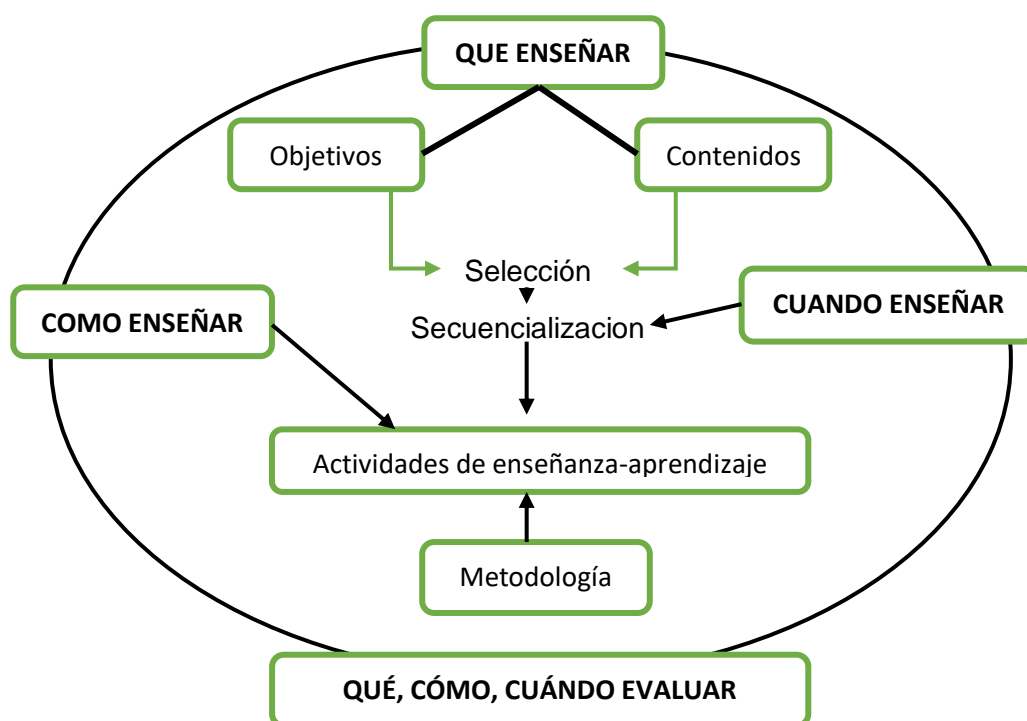 QUE ENSEÑAR
Objetivos
Contenidos
Selección
COMO ENSEÑAR
CUANDO ENSEÑAR
Secuencializacion
Actividades de enseñanza-aprendizaje
Metodología
QUÉ, CÓMO, CUÁNDO EVALUAR